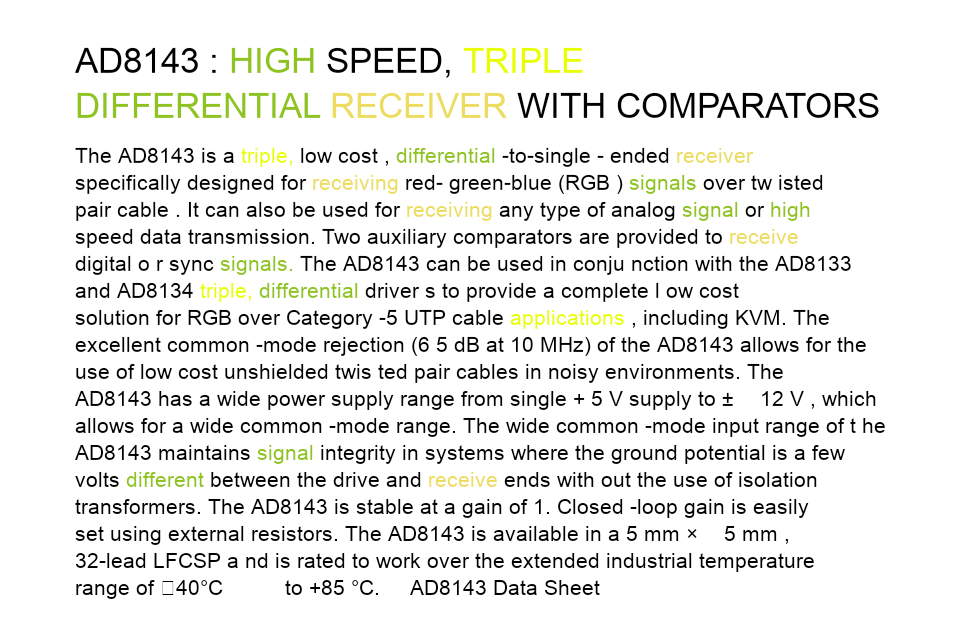 AD8143 : HIGH SPEED, TRIPLE
DIFFERENTIAL RECEIVER WITH COMPARATORS
The AD8143 is a triple, low cost , differential -to-single - ended receiver
specifically designed for receiving red- green-blue (RGB ) signals over tw isted
pair cable . It can also be used for receiving any type of analog signal or high
speed data transmission. Two auxiliary comparators are provided to receive
digital o r sync signals. The AD8143 can be used in conju nction with the AD8133
and AD8134 triple, differential driver s to provide a complete l ow cost
solution for RGB over Category -5 UTP cable applications , including KVM. The
excellent common -mode rejection (6 5 dB at 10 MHz) of the AD8143 allows for the
use of low cost unshielded twis ted pair cables in noisy environments. The
AD8143 has a wide power supply range from single + 5 V supply to ± 12 V , which
allows for a wide common -mode range. The wide common -mode input range of t he
AD8143 maintains signal integrity in systems where the ground potential is a few
volts different between the drive and receive ends with out the use of isolation
transformers. The AD8143 is stable at a gain of 1. Closed -loop gain is easily
set using external resistors. The AD8143 is available in a 5 mm × 5 mm ,
32-lead LFCSP a nd is rated to work over the extended industrial temperature
range of □40°C to +85 °C. AD8143 Data Sheet